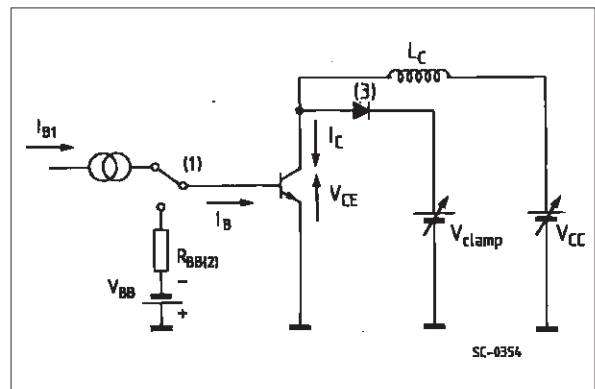 L_C
(3)
I_B1
(1)
I_C
V_CE
I_B
R_BB(2)
V_BB
−
+
V_clamp
V_CC
SC-0354